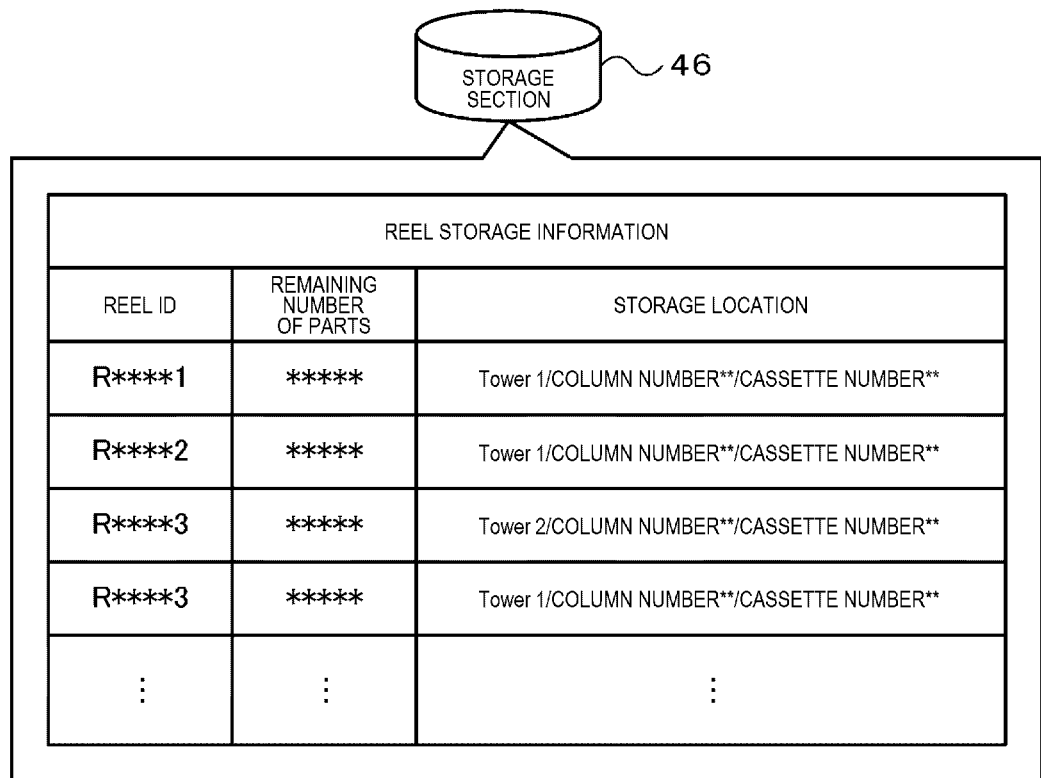 STORAGE
SECTION
46
REEL STORAGE INFORMATION
REEL ID
REMAINING
NUMBER
OF PARTS
STORAGE LOCATION
R****1
*****
Tower 1/COLUMN NUMBER**/CASSETTE NUMBER**
R****2
*****
Tower 1/COLUMN NUMBER**/CASSETTE NUMBER**
R****3
*****
Tower 2/COLUMN NUMBER**/CASSETTE NUMBER**
R****3
*****
Tower 1/COLUMN NUMBER**/CASSETTE NUMBER**
⋮
⋮
⋮